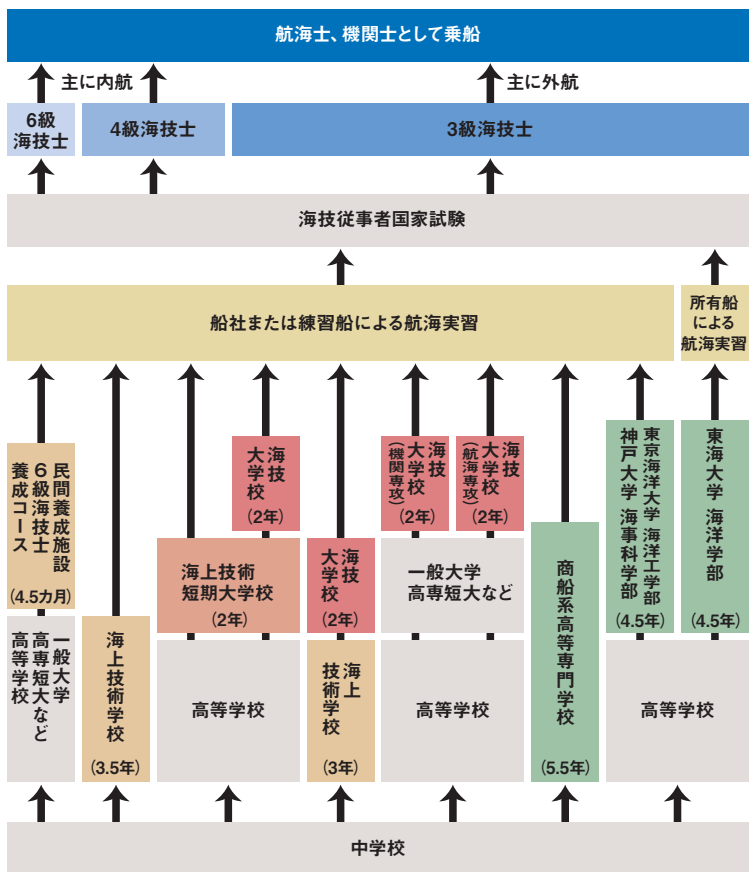 航海士、機関士として乗船
主に内航
主に外航
6級
海技士
4級海技士
3級海技士
海技従事者国家試験
船社または練習船による航海実習
所有船
による
航海実習
民間養成施設
6級海技士
養成コース
(4.5カ月)
一般大学
高専短大など
高等学校
海上技術学校
(3.5年)
海技
大学校
(2年)
海上技術
短期大学校
(2年)
高等学校
海技
大学校
(2年)
海上
技術学校
(3年)
海技
大学校
(機関専攻)
(2年)
海技
大学校
(航海専攻)
(2年)
一般大学
高専短大など
高等学校
商船系高等専門学校
(5.5年)
東京海洋大学 海洋工学部
神戸大学 海事科学部
(4.5年)
東海大学 海洋学部
(4.5年)
高等学校
中学校